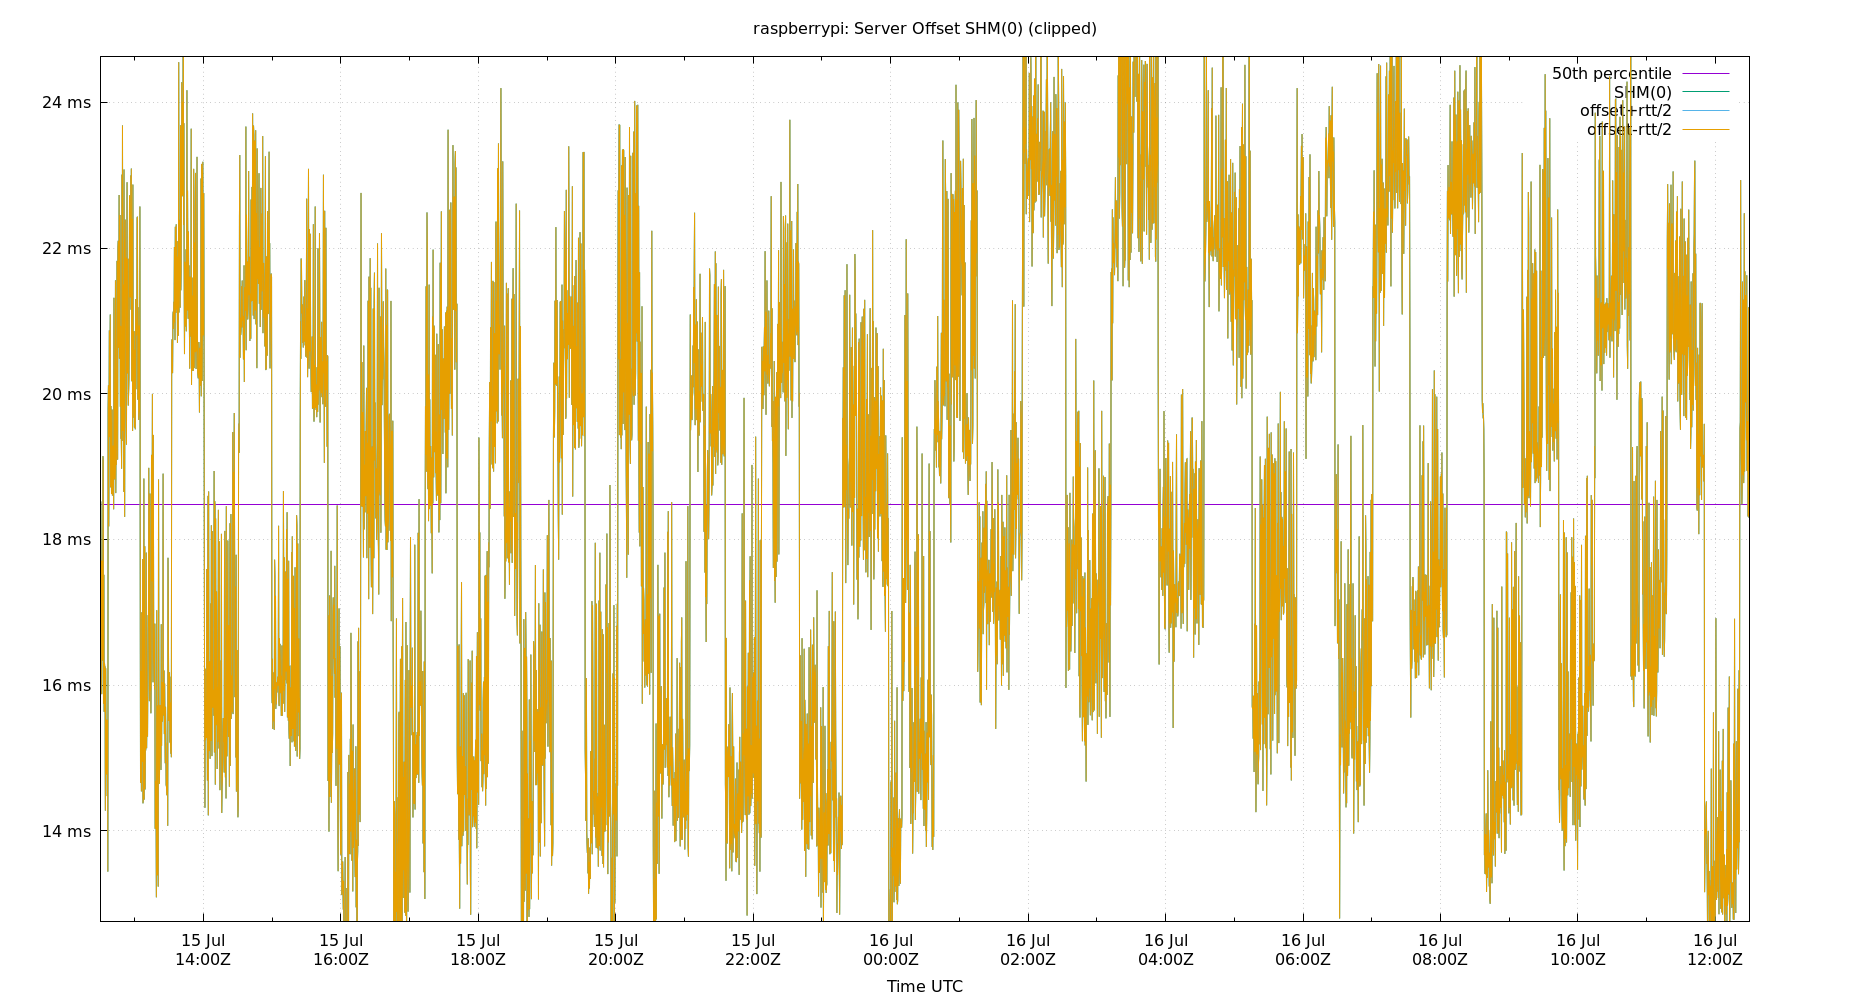 raspberrypi: Server Offset SHM(0) (clipped)
50th percentile
SHM(0)
offset+rtt/2
offset-rtt/2
24 ms
22 ms
20 ms
18 ms
16 ms
14 ms
15 Jul 15 Jul 15 Jul 15 Jul 15 Jul 16 Jul 16 Jul 16 Jul 16 Jul 16 Jul 16 Jul 16 Jul
14:00Z 16:00Z 18:00Z 20:00Z 22:00Z 00:00Z 02:00Z 04:00Z 06:00Z 08:00Z 10:00Z 12:00Z
Time UTC